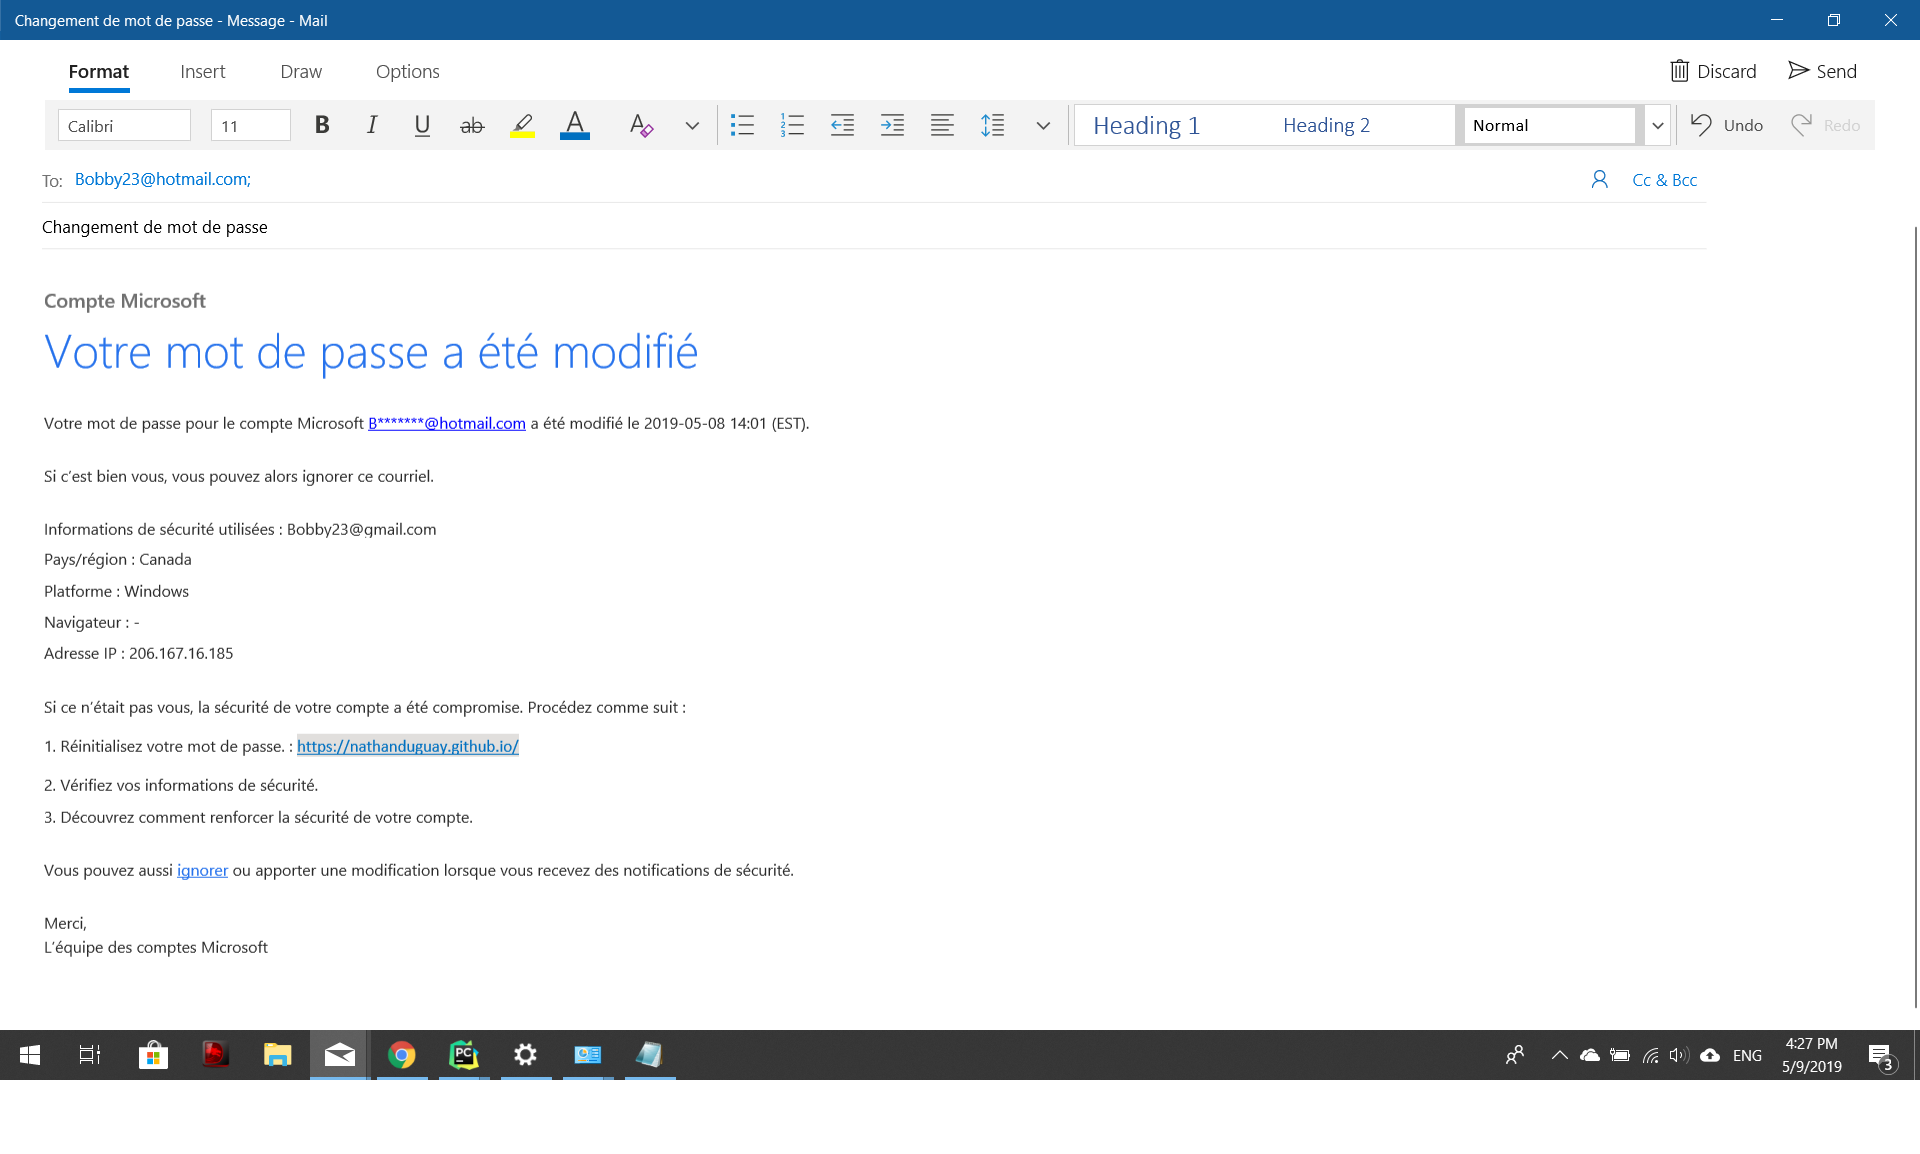 Changement de mot de passe - Message - Mail
Format Insert Draw Options Discard Send
Calibri 11 B I U ab A A Heading 1 Heading 2 Normal Undo Redo
To: Bobby23@hotmail.com; Cc & Bcc
Changement de mot de passe
Compte Microsoft
Votre mot de passe a été modifié
Votre mot de passe pour le compte Microsoft B*******@hotmail.com a été modifié le 2019-05-08 14:01 (EST).
Si c'est bien vous, vous pouvez alors ignorer ce courriel.
Informations de sécurité utilisées : Bobby23@gmail.com
Pays/région : Canada
Platforme : Windows
Navigateur : -
Adresse IP : 206.167.16.185
Si ce n'était pas vous, la sécurité de votre compte a été compromise. Procédez comme suit :
1. Réinitialisez votre mot de passe. : https://nathanduguay.github.io/
2. Vérifiez vos informations de sécurité.
3. Découvrez comment renforcer la sécurité de votre compte.
Vous pouvez aussi ignorer ou apporter une modification lorsque vous recevez des notifications de sécurité.
Merci,
L'équipe des comptes Microsoft
PC ENG 4:27 PM
5/9/2019 3